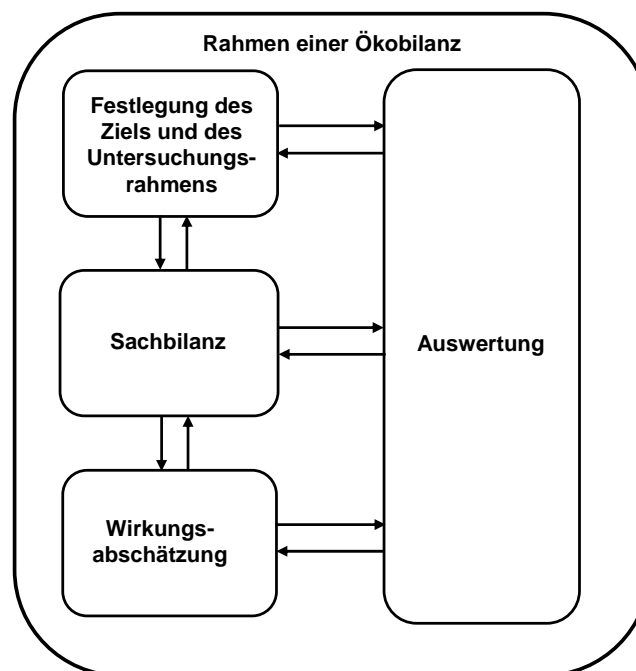 Rahmen einer Ökobilanz
Festlegung des
Ziels und des
Untersuchungs-
rahmens
Sachbilanz
Wirkungs-
abschätzung
Auswertung